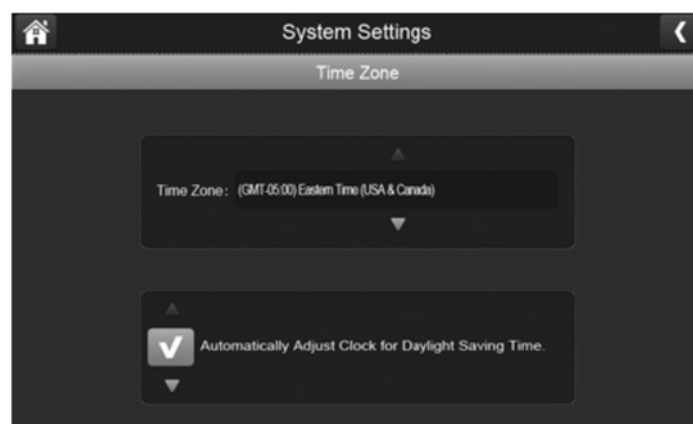 System Settings
Time Zone
Time Zone: (GMT-05:00) Eastern Time (USA & Canada)
Automatically Adjust Clock for Daylight Saving Time.